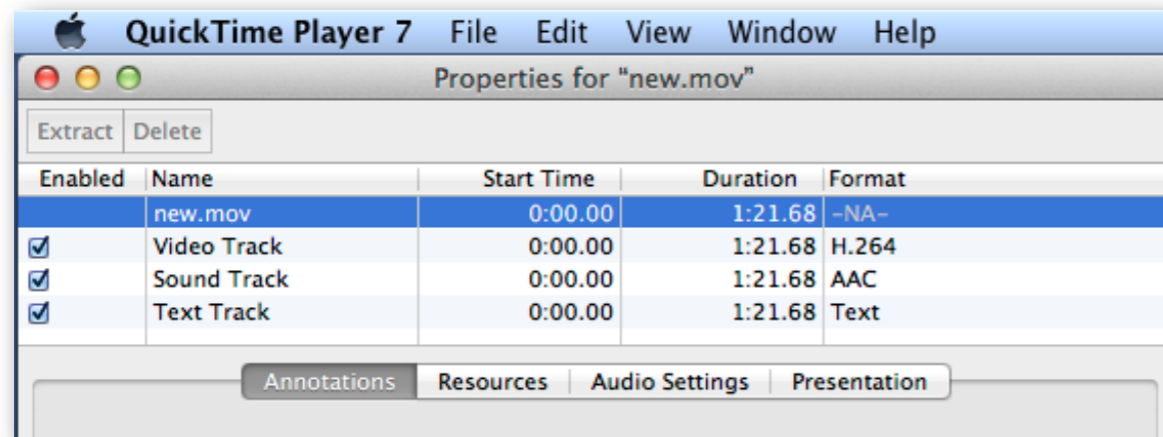 QuickTime Player 7 File Edit View Window Help
Properties for “new.mov”
Extract Delete
Enabled Name Start Time Duration Format
new.mov 0:00.00 1:21.68 -NA-
Video Track 0:00.00 1:21.68 H.264
Sound Track 0:00.00 1:21.68 AAC
Text Track 0:00.00 1:21.68 Text
Annotations Resources Audio Settings Presentation